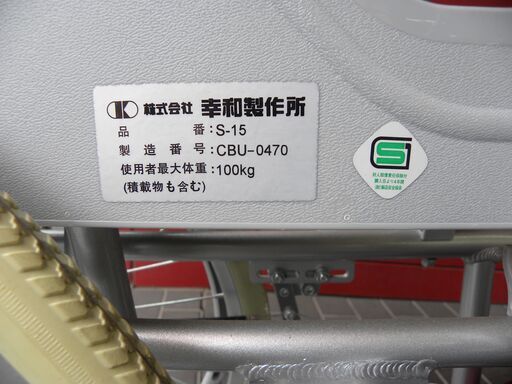 株式会社 幸和製作所
品 番:S-15
製造番号:CBU-0470
使用者最大体重:100kg
(積載物も含む)